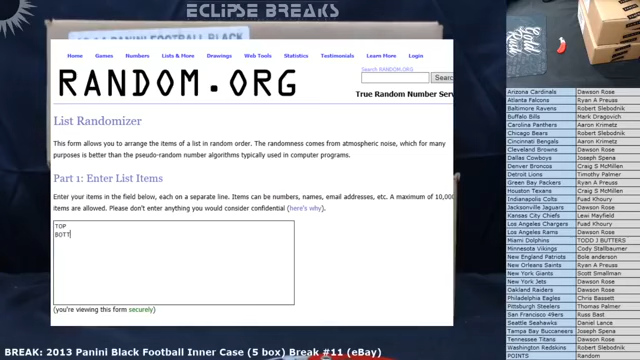 ECLIPSE BREAKS
Home Games Numbers Lists & More Drawings Web Tools Statistics Testimonials Learn More Login
RANDOM.ORG
Search RANDOM.ORG
Searc
True Random Number Serv
List Randomizer
This form allows you to arrange the items of a list in random order. The randomness comes from atmospheric noise, which for many
purposes is better than the pseudo-random number algorithms typically used in computer programs.
Part 1: Enter List Items
Enter your items in the field below, each on a separate line. Items can be numbers, names, email addresses, etc. A maximum of 10,000
items are allowed. Please don't enter anything you would consider confidential (here's why).
TOP
BOTT
(you're viewing this form securely)
Gold Rush
Arizona Cardinals Dawson Rose
Atlanta Falcons Ryan A Preuss
Baltimore Ravens Robert Slebodnik
Buffalo Bills Mark Dragovich
Carolina Panthers Aaron Krimetz
Chicago Bears Robert Slebodnik
Cincinnati Bengals Aaron Krimetz
Cleveland Browns Dawson Rose
Dallas Cowboys Joseph Spena
Denver Broncos Craig S McMillen
Detroit Lions Timothy Palmer
Green Bay Packers Ryan A Preuss
Houston Texans Craig S McMillen
Indianapolis Colts Fuad Khoury
Jacksonville Jaguars Dawson Rose
Kansas City Chiefs Lew Mayfield
Los Angeles Chargers Fuad Khoury
Los Angeles Rams Dawson Rose
Miami Dolphins TODD J BUTTERS
Minnesota Vikings Cody Stallbaumer
New England Patriots Bole anderson
New Orleans Saints Ryan A Preuss
New York Giants Scott Smallman
New York Jets Dawson Rose
Oakland Raiders Dawson Rose
Philadelphia Eagles Chris Bassett
Pittsburgh Steelers Thomas Palmer
San Francisco 49ers Russ East
Seattle Seahawks Daniel Lance
Tampa Bay Buccaneers Joseph Spena
Tennessee Titans Dawson Rose
Washington Redskins Robert Slebodnik
POINTS Random
BREAK: 2013 Panini Black Football Inner Case (5 box) Break #11 (eBay)